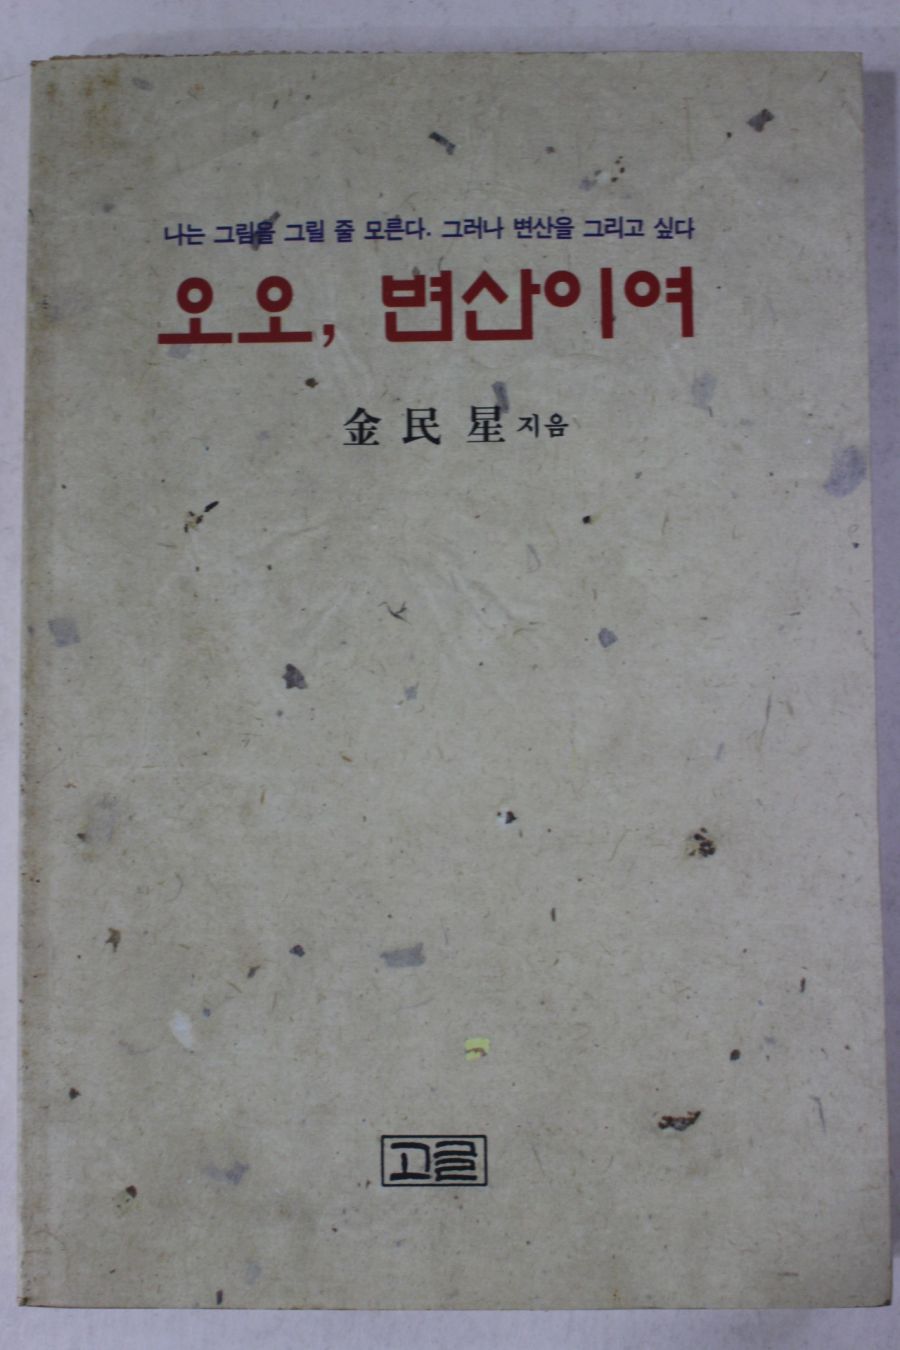 나는 그림을 그릴 줄 모른다. 그러나 변산을 그리고 싶다
오오, 변산이여
金民星 지음
고글